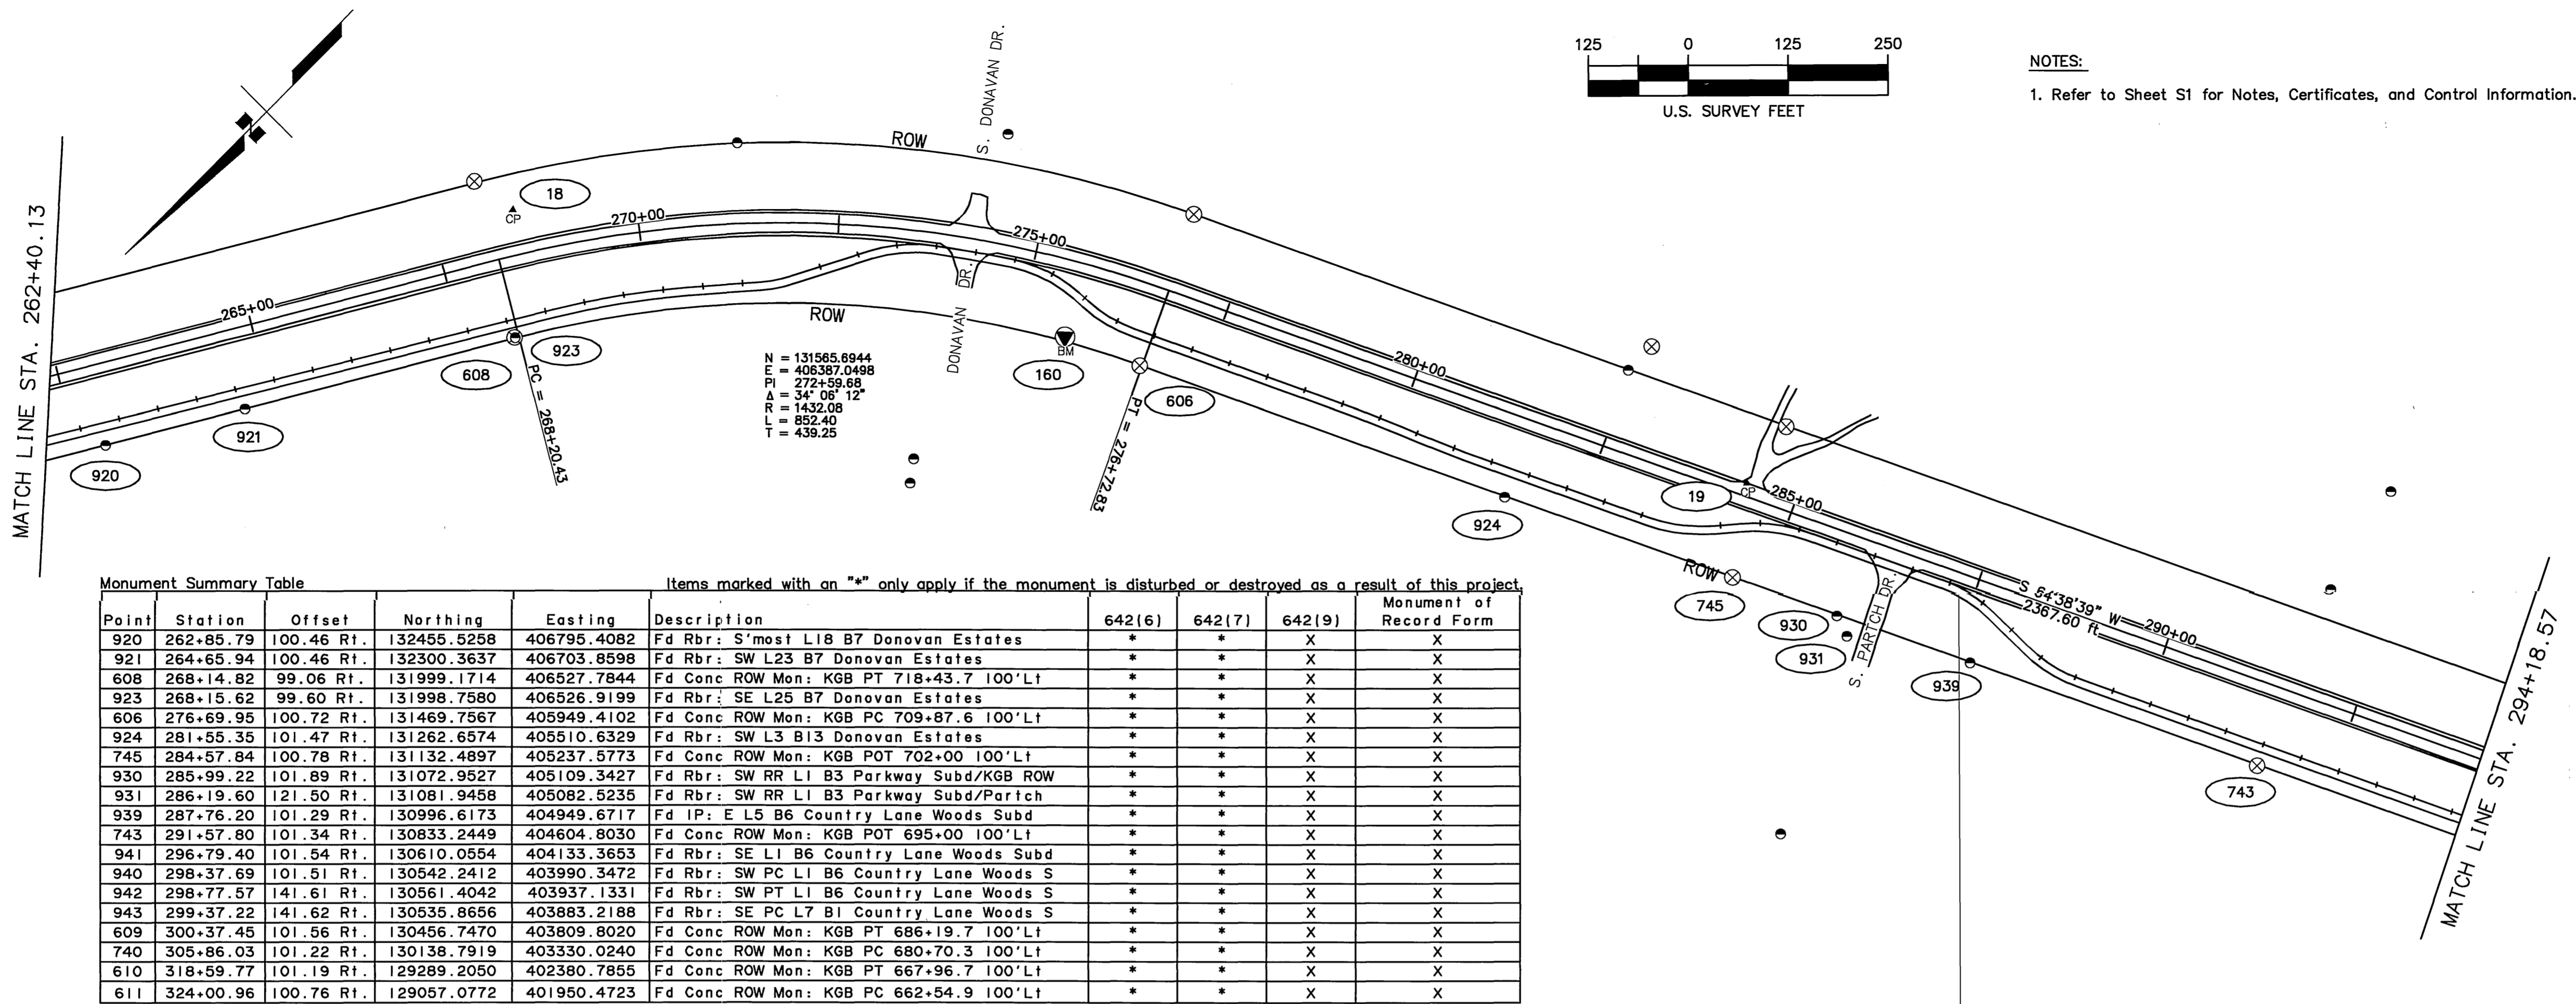 125 0 125 250
U.S. SURVEY FEET
NOTES:
1. Refer to Sheet S1 for Notes, Certificates, and Control Information.
S. DONAVAN DR.
ROW
18
CP
270+00
275+00
265+00
MATCH LINE STA. 262+40.13
N
ROW
DONAVAN DR.
923
608
921
920
PC = 268+20.43
N = 131565.6944
E = 406387.0498
PI 272+59.68
Δ = 34° 06' 12"
R = 1432.08
L = 852.40
T = 439.25
BM
160
606
PT = 276+72.83
280+00
19
CP
285+00
924
ROW
745
930
931
S. PARTCH DR.
939
S 54°38'39" W
2367.60 ft
290+00
743
MATCH LINE STA. 294+18.57
Monument Summary Table Items marked with an "*" only apply if the monument is disturbed or destroyed as a result of this project.
Point Station Offset Northing Easting Description 642(6) 642(7) 642(9) Monument of Record Form
920 262+85.79 100.46 Rt. 132455.5258 406795.4082 Fd Rbr: S'most L18 B7 Donovan Estates * * X X
921 264+65.94 100.46 Rt. 132300.3637 406703.8598 Fd Rbr: SW L23 B7 Donovan Estates * * X X
608 268+14.82 99.06 Rt. 131999.1714 406527.7844 Fd Conc ROW Mon: KGB PT 718+43.7 100'Lt * * X X
923 268+15.62 99.60 Rt. 131998.7580 406526.9199 Fd Rbr: SE L25 B7 Donovan Estates * * X X
606 276+69.95 100.72 Rt. 131469.7567 405949.4102 Fd Conc ROW Mon: KGB PC 709+87.6 100'Lt * * X X
924 281+55.35 101.47 Rt. 131262.6574 405510.6329 Fd Rbr: SW L3 B13 Donovan Estates * * X X
745 284+57.84 100.78 Rt. 131132.4897 405237.5773 Fd Conc ROW Mon: KGB POT 702+00 100'Lt * * X X
930 285+99.22 101.89 Rt. 131072.9527 405109.3427 Fd Rbr: SW RR L1 B3 Parkway Subd/KGB ROW * * X X
931 286+19.60 121.50 Rt. 131081.9458 405082.5235 Fd Rbr: SW RR L1 B3 Parkway Subd/Partch * * X X
939 287+76.20 101.29 Rt. 130996.6173 404949.6717 Fd IP: E L5 B6 Country Lane Woods Subd * * X X
743 291+57.80 101.34 Rt. 130833.2449 404604.8030 Fd Conc ROW Mon: KGB POT 695+00 100'Lt * * X X
941 296+79.40 101.54 Rt. 130610.0554 404133.3653 Fd Rbr: SE L1 B6 Country Lane Woods Subd * * X X
940 298+37.69 101.51 Rt. 130542.2412 403990.3472 Fd Rbr: SW PC L1 B6 Country Lane Woods S * * X X
942 298+77.57 141.61 Rt. 130561.4042 403937.1331 Fd Rbr: SW PT L1 B6 Country Lane Woods S * * X X
943 299+37.22 141.62 Rt. 130535.8656 403883.2188 Fd Rbr: SE PC L7 B1 Country Lane Woods S * * X X
609 300+37.45 101.56 Rt. 130456.7470 403809.8020 Fd Conc ROW Mon: KGB PT 686+19.7 100'Lt * * X X
740 305+86.03 101.22 Rt. 130138.7919 403330.0240 Fd Conc ROW Mon: KGB PC 680+70.3 100'Lt * * X X
610 318+59.77 101.19 Rt. 129289.2050 402380.7855 Fd Conc ROW Mon: KGB PT 667+96.7 100'Lt * * X X
611 324+00.96 100.76 Rt. 129057.0772 401950.4723 Fd Conc ROW Mon: KGB PC 662+54.9 100'Lt * * X X